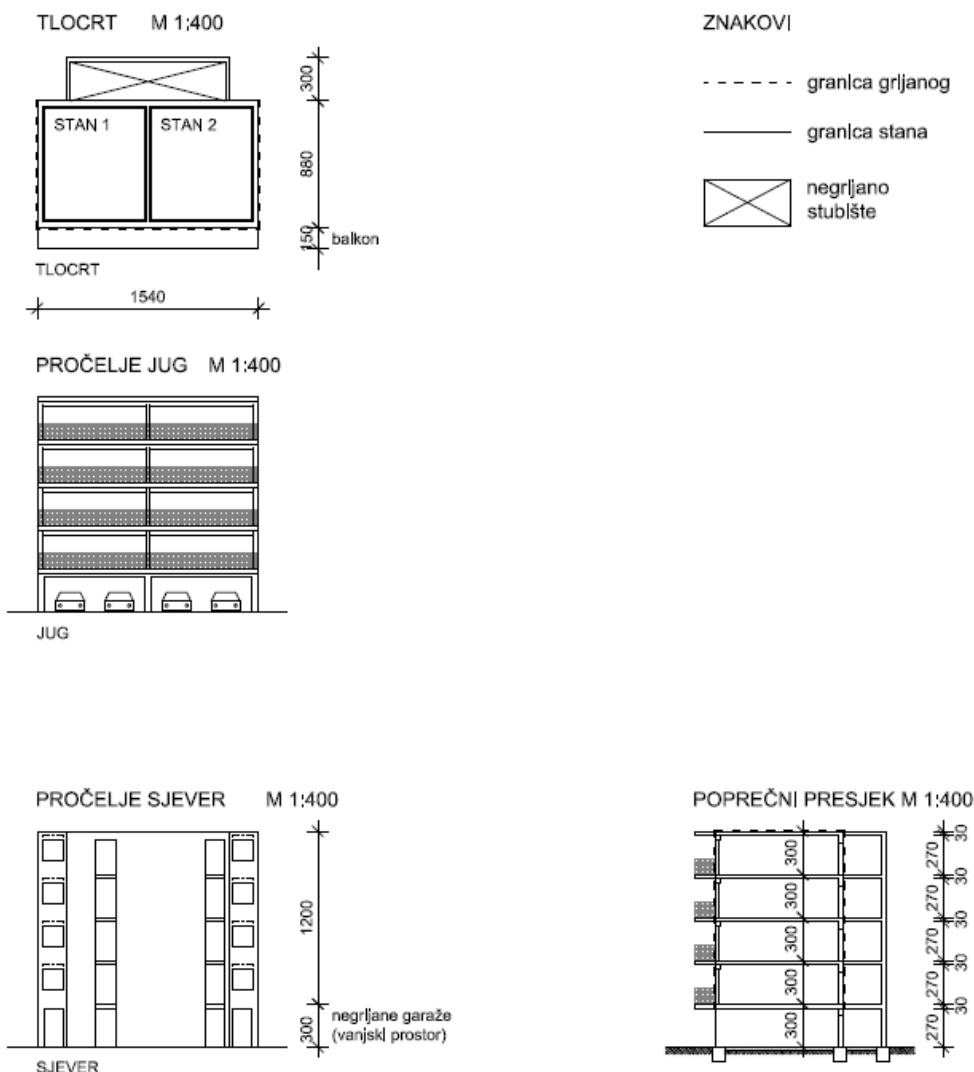 TLOCRT M 1:400
300
STAN 1 STAN 2
880
150
balkon
TLOCRT
1540
ZNAKOVI
granica grijanog
granica stana
negrijano
stubište
PROČELJE JUG M 1:400
JUG
PROČELJE SJEVER M 1:400
1200
300
negrijane garaže
(vanjski prostor)
SJEVER
POPREČNI PRESJEK M 1:400
300
300
300
300
300
30
270
30
270
30
270
30
270
30
270